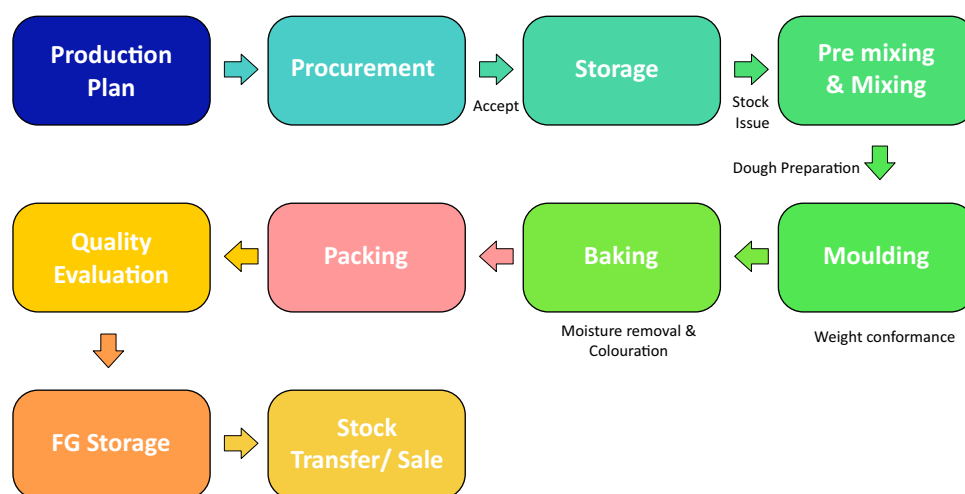 Production
Plan
Procurement
Accept
Storage
Stock
Issue
Pre mixing
& Mixing
Dough Preparation
Moulding
Weight conformance
Baking
Moisture removal &
Colouration
Packing
Quality
Evaluation
FG Storage
Stock
Transfer/ Sale